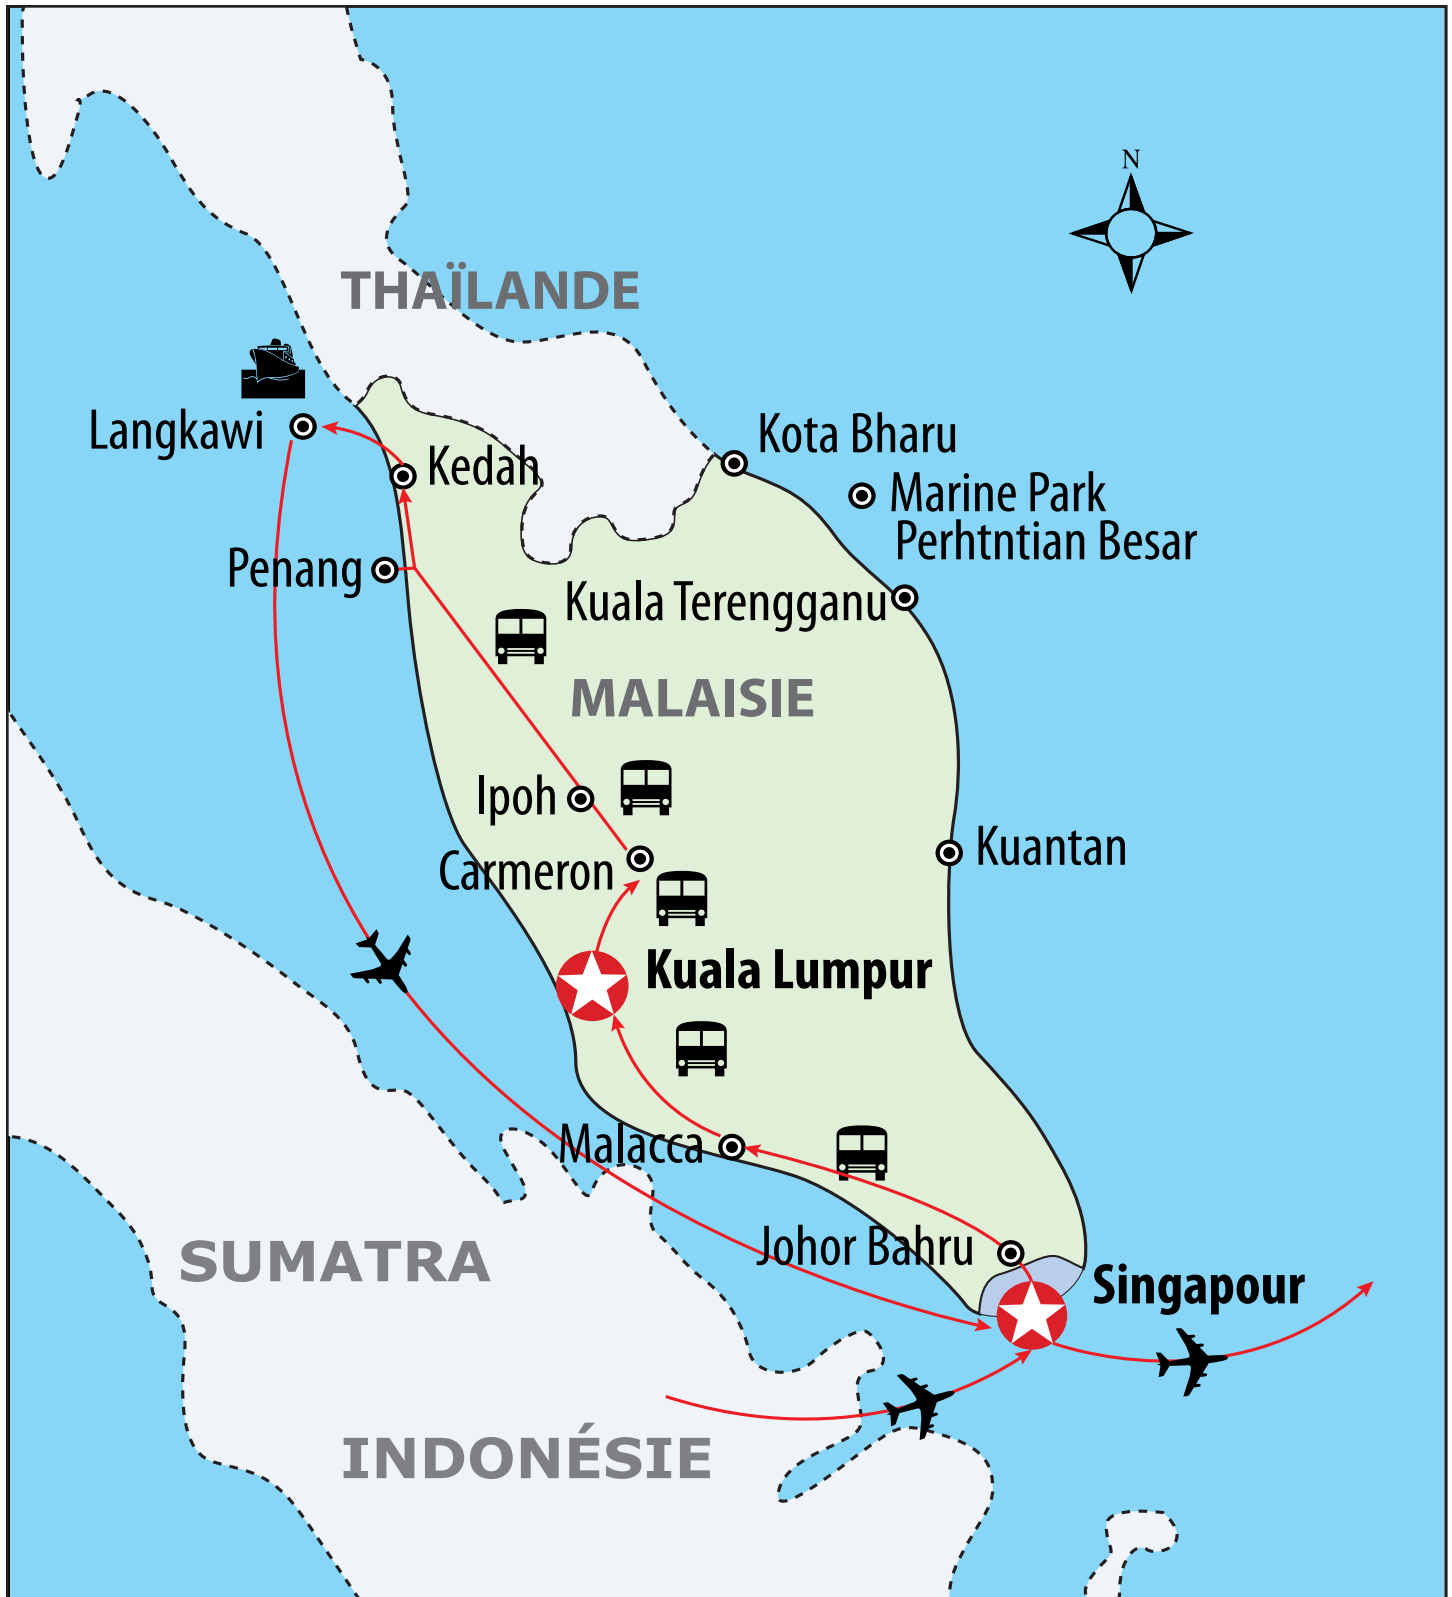 N
THAÏLANDE
Langkawi
Kota Bharu
Kedah
Marine Park
Perhtntian Besar
Penang
Kuala Terengganu
MALAISIE
Ipoh
Carmeron
Kuantan
Kuala Lumpur
Malacca
Johor Bahru
SUMATRA
Singapour
INDONÉSIE